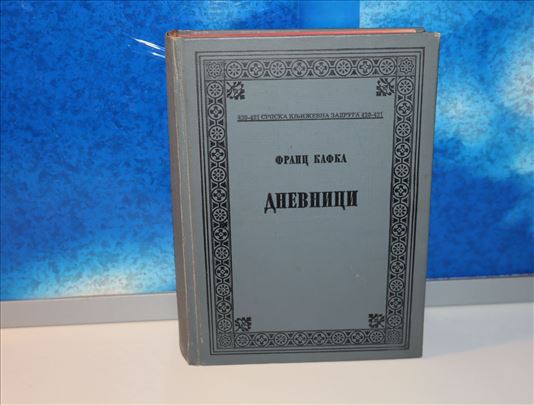 420-421 СРПСКА КЊИЖЕВНА ЗАДРУГА 420-421
ФРАНЦ КАФКА
ДНЕВНИЦИ